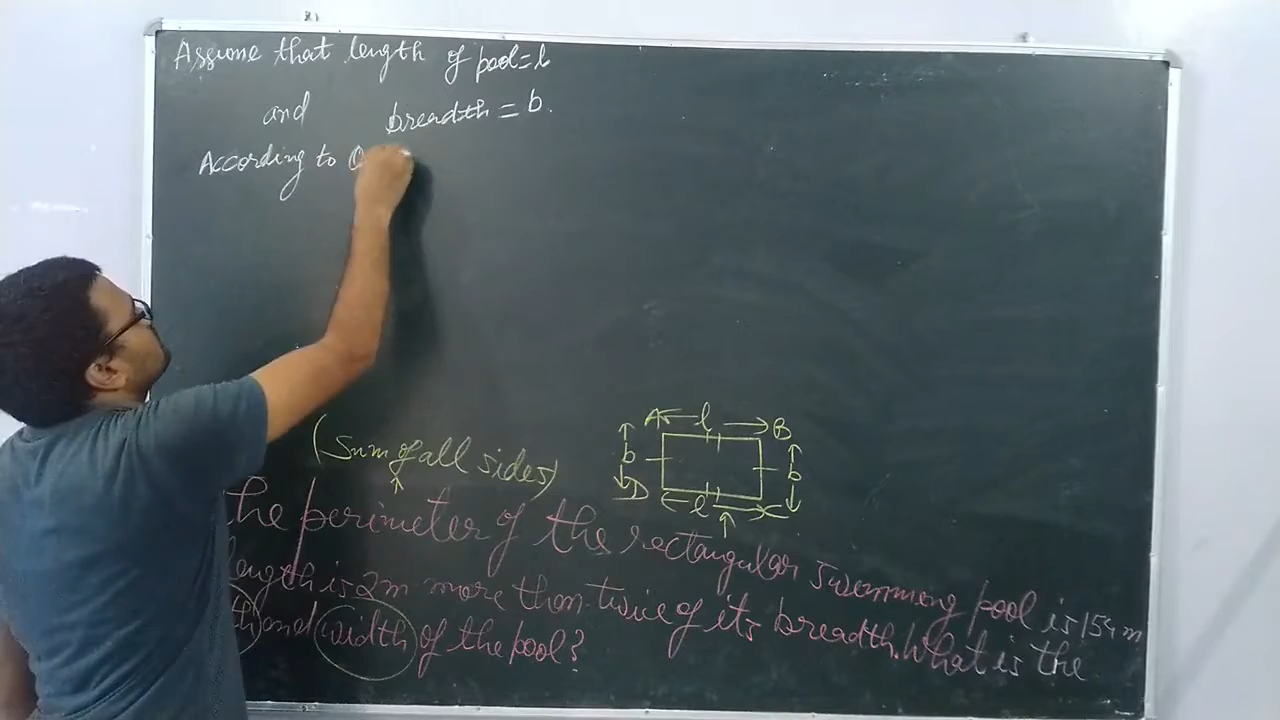 Assume that length of pool = l
and breadth = b.
According to Q
(Sum of all sides)
A l B
b b
D l C
he perimeter of the rectangular swimming pool is 154 m
length is 2m more than twice of its breadth. What is the
th and width of the pool?